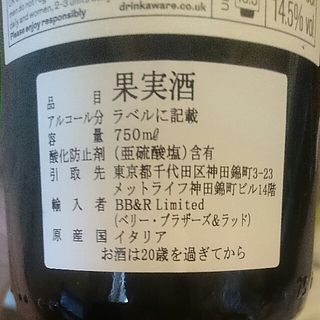 drinkaware.co.uk
Please enjoy responsibly
14.5% vol
品目 果実酒
アルコール分 ラベルに記載
容量 750mℓ
酸化防止剤 (亜硫酸塩)含有
引取先 東京都千代田区神田錦町3-23
メットライフ神田錦町ビル14階
輸入者 BB&R Limited
(ベリー・ブラザーズ&ラッド)
原産国 イタリア
お酒は20歳を過ぎてから